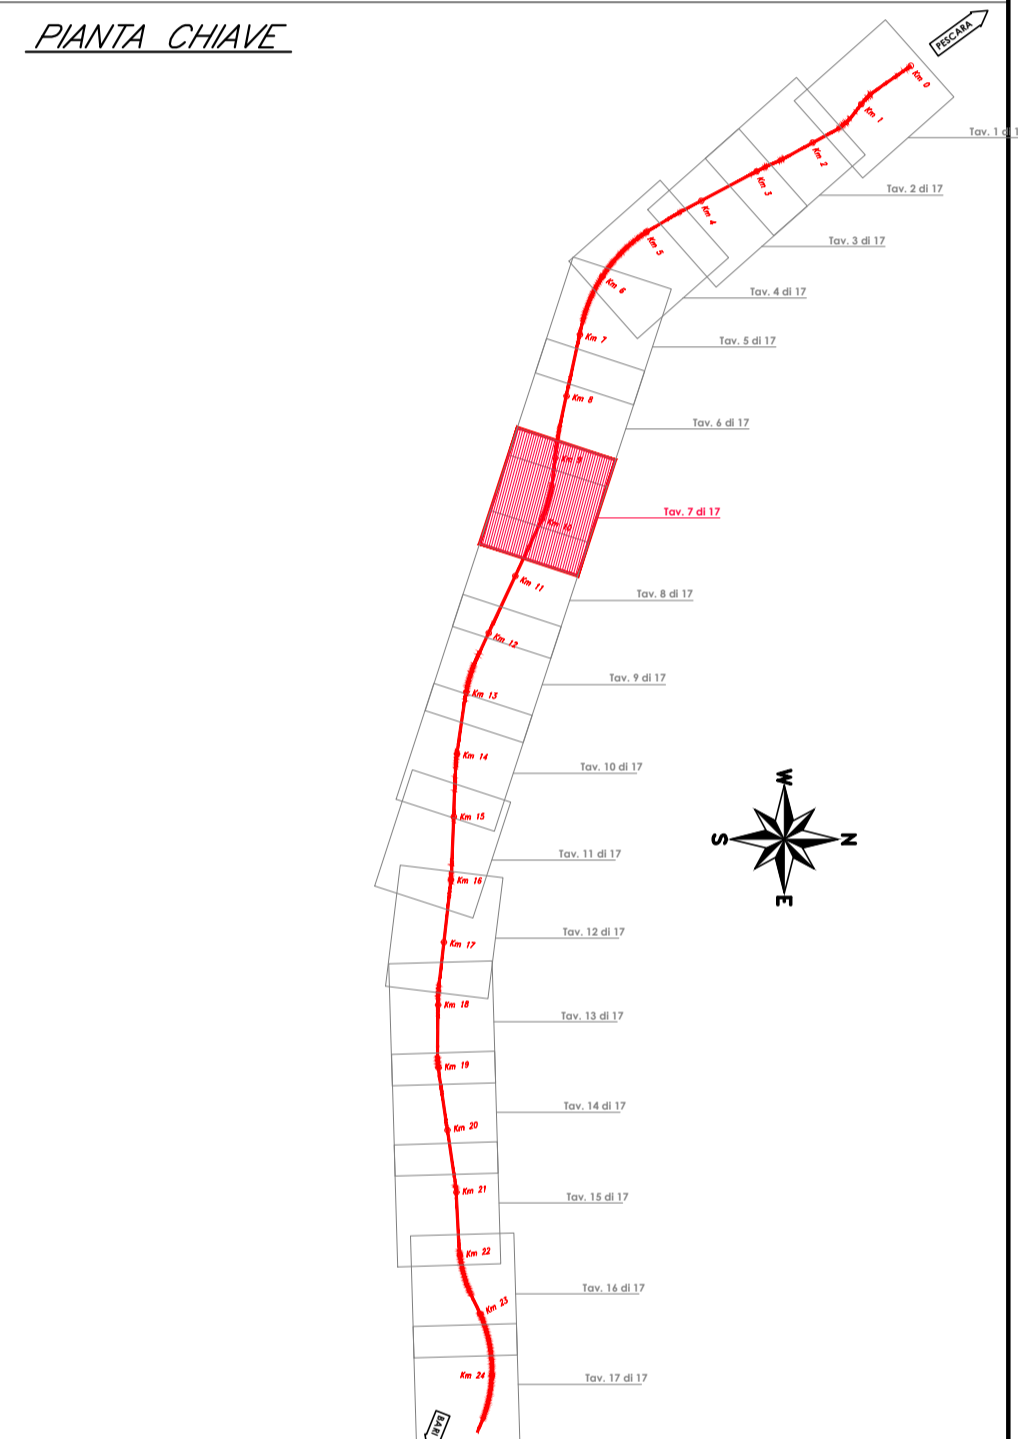 PIANTA CHIAVE
PESCARA
Km 0
Km 1
Tav. 1 di 1
Km 2
Tav. 2 di 17
Km 3
Km 4
Tav. 3 di 17
Km 5
Km 6
Tav. 4 di 17
Km 7
Tav. 5 di 17
Km 8
Tav. 6 di 17
Km 9
Tav. 7 di 17
Km 10
Km 11
Tav. 8 di 17
Km 12
Tav. 9 di 17
Km 13
Km 14
Tav. 10 di 17
W
S
N
E
Km 15
Tav. 11 di 17
Km 16
Tav. 12 di 17
Km 17
Km 18
Tav. 13 di 17
Km 19
Tav. 14 di 17
Km 20
Km 21
Tav. 15 di 17
Km 22
Tav. 16 di 17
Km 23
Km 24
Tav. 17 di 17
BARI